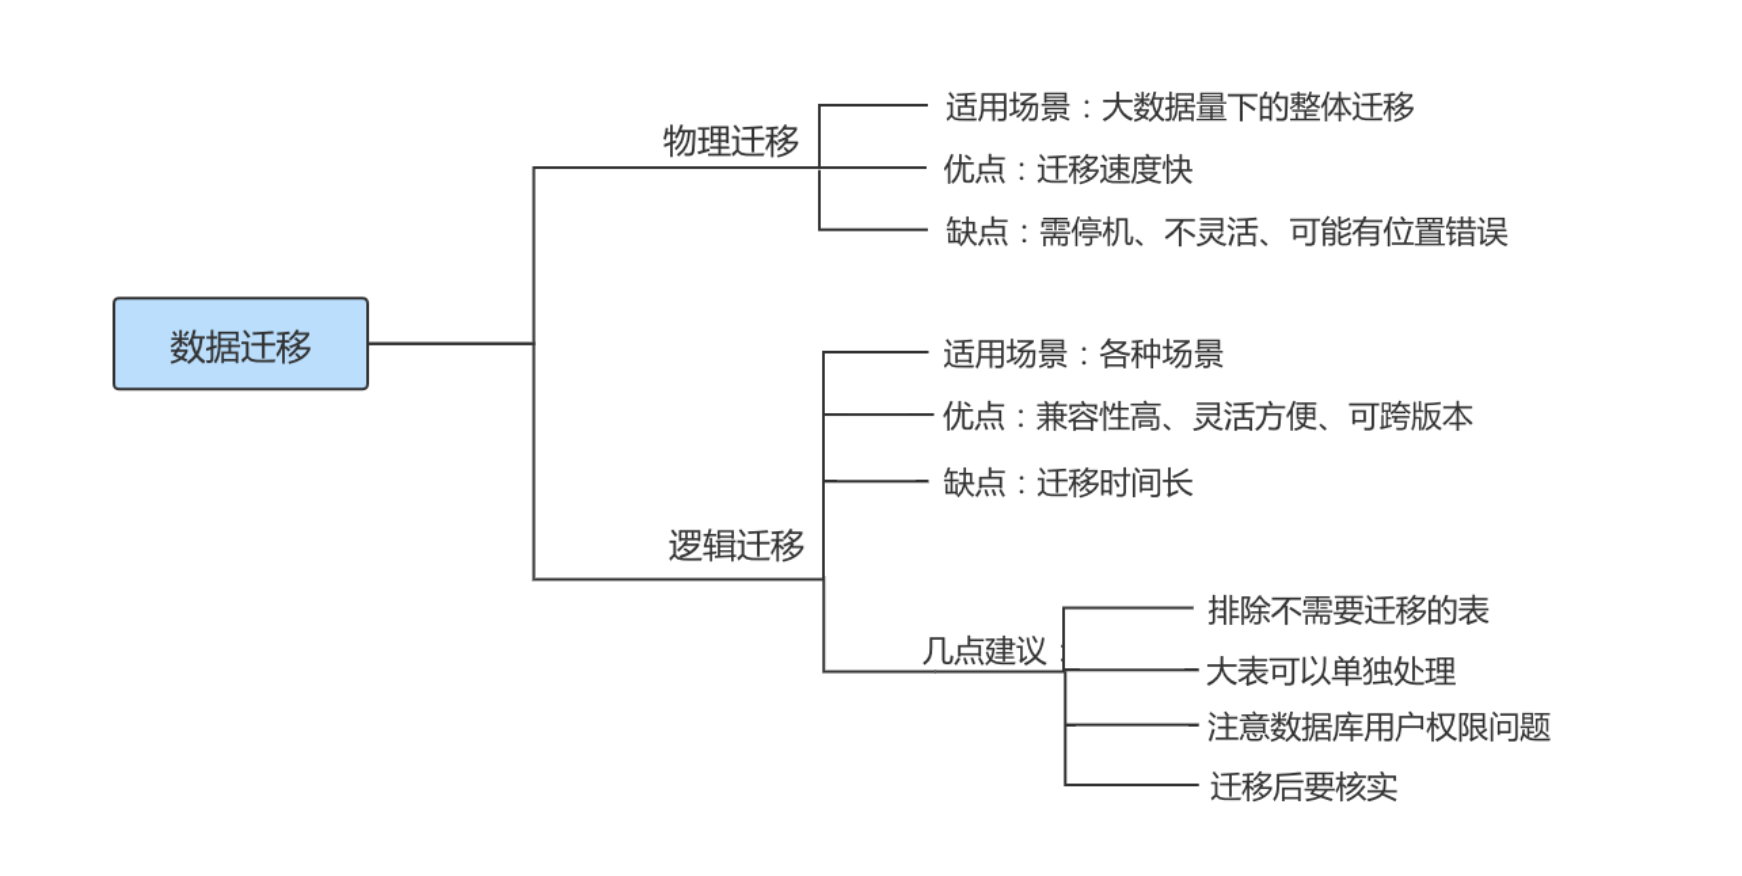 数据迁移
物理迁移
适用场景：大数据量下的整体迁移
优点：迁移速度快
缺点：需停机、不灵活、可能有位置错误
逻辑迁移
适用场景：各种场景
优点：兼容性高、灵活方便、可跨版本
缺点：迁移时间长
几点建议：
排除不需要迁移的表
大表可以单独处理
注意数据库用户权限问题
迁移后要核实